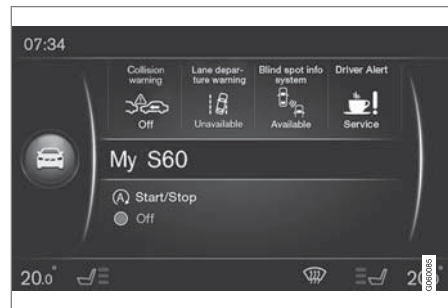 07:34
Collision
warning
Off
Lane depar-
ture warning
Unavailable
Blind spot info
system
Available
Driver Alert
Service
My S60
A Start/Stop
Off
20.0°
G060085